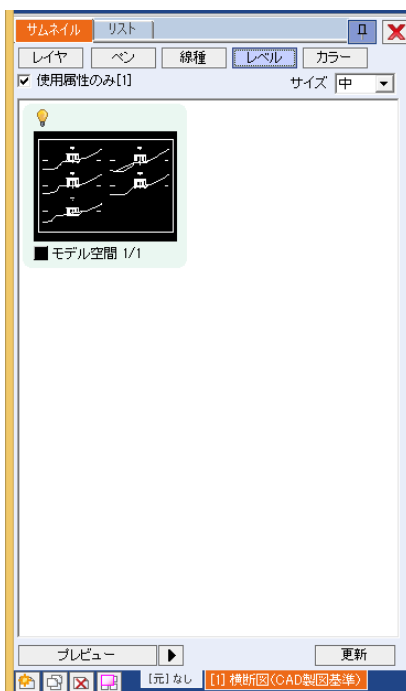 サムネイル リスト
レイヤ ペン 線種 レベル カラー
使用属性のみ[1] サイズ 中
モデル空間 1/1
プレビュー 更新
[元] なし [1] 横断図(CAD製図基準)